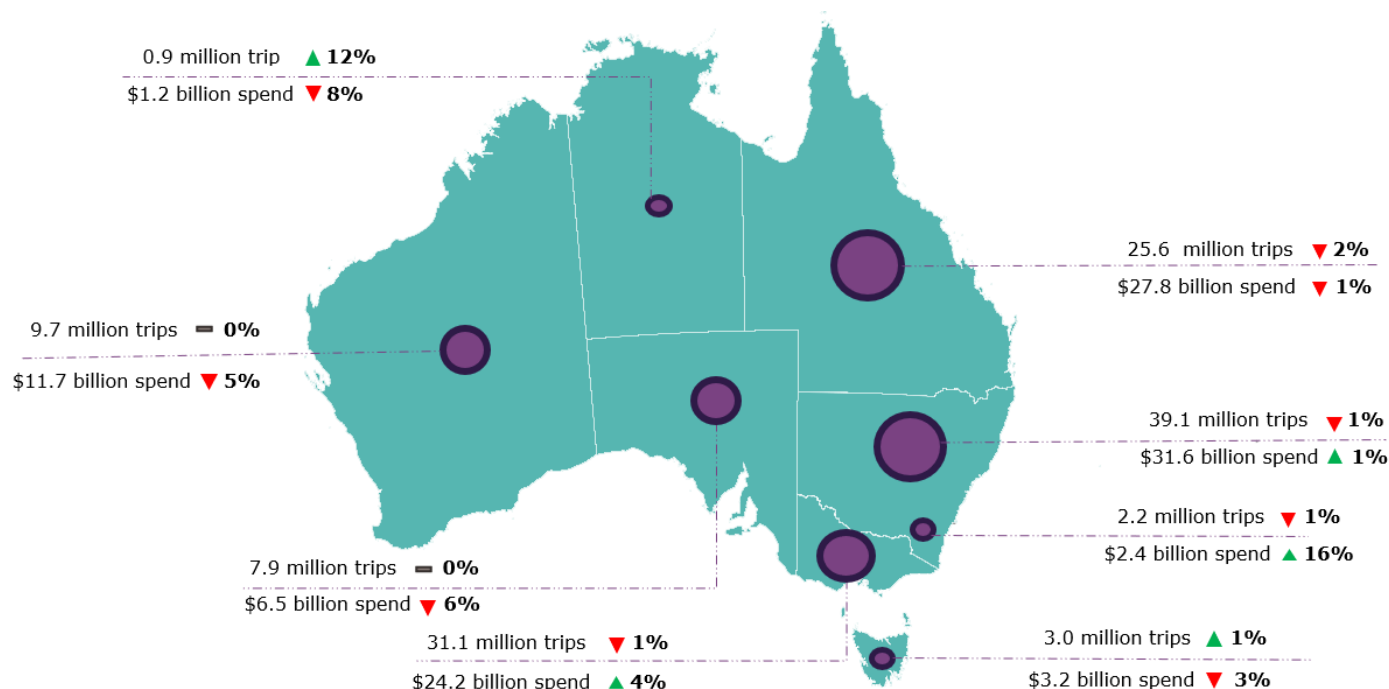 0.9 million trip ▲ 12%
$1.2 billion spend ▼ 8%
25.6 million trips ▼ 2%
$27.8 billion spend ▼ 1%
9.7 million trips ▬ 0%
$11.7 billion spend ▼ 5%
39.1 million trips ▼ 1%
$31.6 billion spend ▲ 1%
2.2 million trips ▼ 1%
$2.4 billion spend ▲ 16%
7.9 million trips ▬ 0%
$6.5 billion spend ▼ 6%
31.1 million trips ▼ 1%
$24.2 billion spend ▲ 4%
3.0 million trips ▲ 1%
$3.2 billion spend ▼ 3%